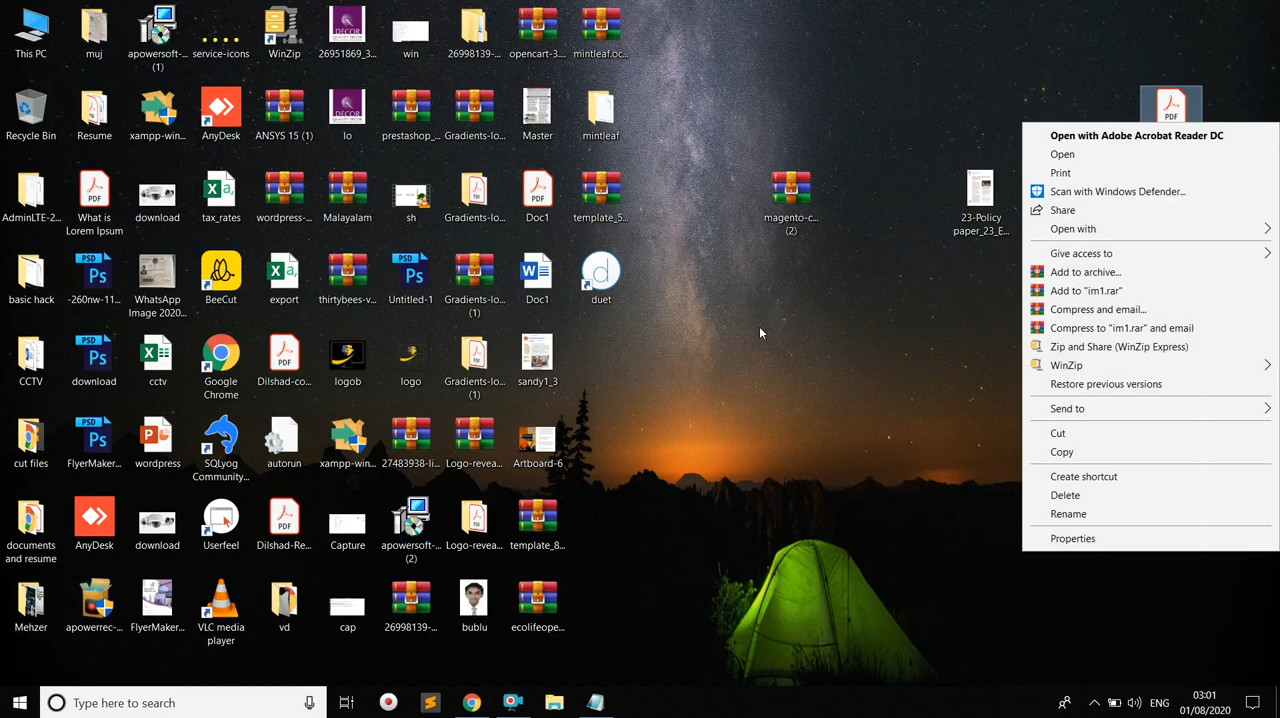 This PC
muj
apowersoft-...
(1)
service-icons
WinZip
26951869_3...
win
26998139-...
opencart-3....
mintleaf.oc...
Recycle Bin
Resume
xampp-win...
AnyDesk
ANSYS 15 (1)
lo
prestashop_...
Gradients-lo...
Master
mintleaf
AdminLTE-2...
What is
Lorem Ipsum
download
tax_rates
wordpress-...
Malayalam
sh
Gradients-lo...
Doc1
template_5...
magento-c...
(2)
23-Policy
paper_23_E...
basic hack
-260nw-11...
WhatsApp
Image 2020...
BeeCut
export
thirtybees-v...
Untitled-1
Gradients-lo...
(1)
Doc1
duet
CCTV
download
cctv
Google
Chrome
Dilshad-co...
logob
logo
Gradients-lo...
(1)
sandy1_3
cut files
FlyerMaker...
wordpress
SQLyog
Community...
autorun
xampp-win...
27483938-li...
Logo-revea...
Artboard-6
documents
and resume
AnyDesk
download
Userfeel
Dilshad-Re...
Capture
apowersoft-...
(2)
Logo-revea...
template_8...
Mehzer
apowerrec-...
FlyerMaker...
VLC media
player
vd
cap
26998139-...
bublu
ecolifeope...
PDF
Open with Adobe Acrobat Reader DC
Open
Print
Scan with Windows Defender...
Share
Open with
Give access to
Add to archive...
Add to "im1.rar"
Compress and email...
Compress to "im1.rar" and email
Zip and Share (WinZip Express)
WinZip
Restore previous versions
Send to
Cut
Copy
Create shortcut
Delete
Rename
Properties
Type here to search
ENG
03:01
01/08/2020